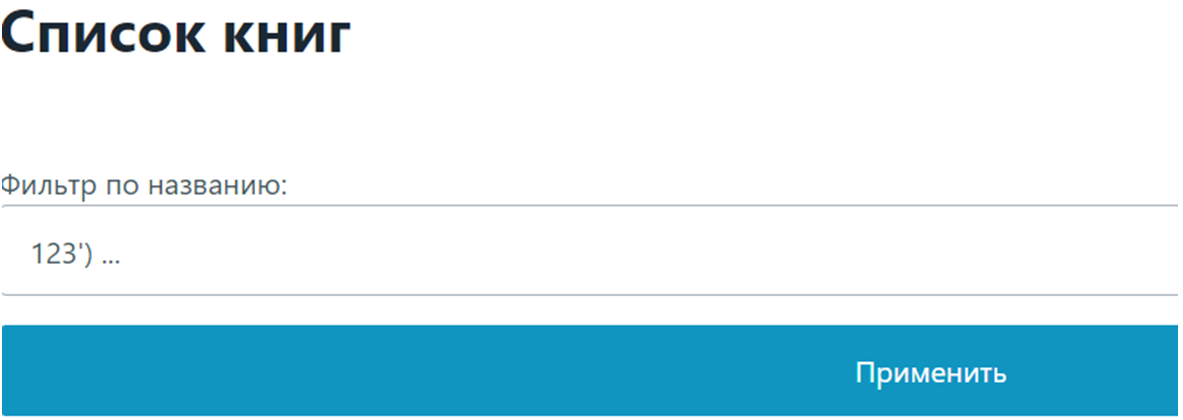 Список книг
Фильтр по названию:
123') ...
Применить